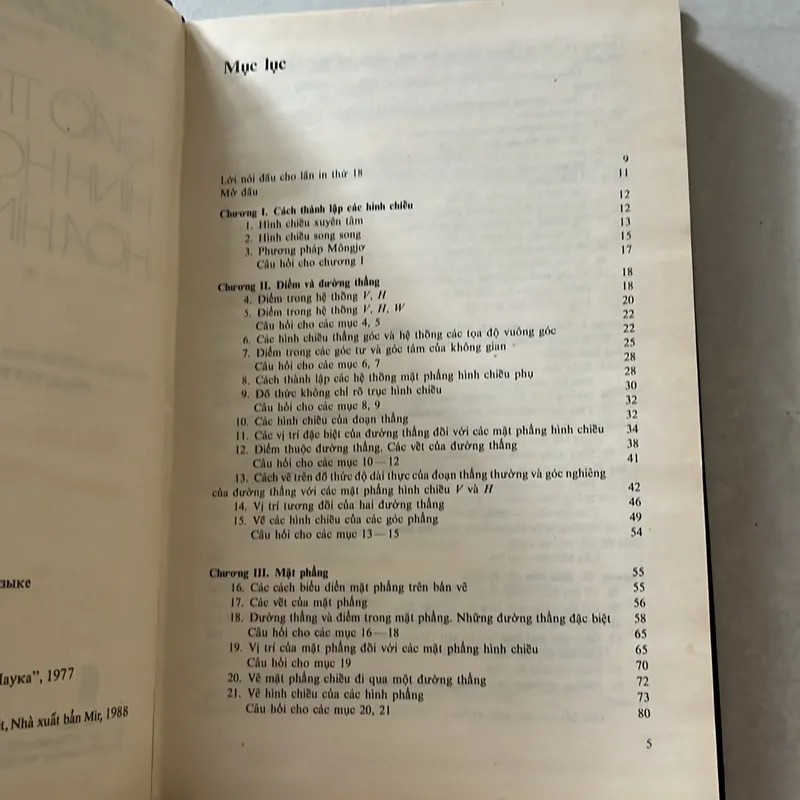 зыке
Наука", 1977
t, Nhà xuất bản Mir, 1988
Mục lục
Lời nói đầu cho lần in thứ 18 9
Mở đầu 11
Chương I. Cách thành lập các hình chiếu 12
1. Hình chiếu xuyên tâm 12
2. Hình chiếu song song 13
3. Phương pháp Môngjơ 15
Câu hỏi cho chương I 17
Chương II. Điểm và đường thẳng 18
4. Điểm trong hệ thống V, H 18
5. Điểm trong hệ thống V, H, W 20
Câu hỏi cho các mục 4, 5 22
6. Các hình chiếu thẳng góc và hệ thống các tọa độ vuông góc 22
7. Điểm trong các góc tư và góc tám của không gian 25
Câu hỏi cho các mục 6, 7 28
8. Cách thành lập các hệ thống mặt phẳng hình chiếu phụ 28
9. Đồ thức không chỉ rõ trục hình chiếu 30
Câu hỏi cho các mục 8, 9 32
10. Các hình chiếu của đoạn thẳng 32
11. Các vị trí đặc biệt của đường thẳng đối với các mặt phẳng hình chiếu 34
12. Điểm thuộc đường thẳng. Các vết của đường thẳng 38
Câu hỏi cho các mục 10—12 41
13. Cách vẽ trên đồ thức độ dài thực của đoạn thẳng thường và góc nghiêng
của đường thẳng với các mặt phẳng hình chiếu V và H 42
14. Vị trí tương đối của hai đường thẳng 46
15. Vẽ các hình chiếu của các góc phẳng 49
Câu hỏi cho các mục 13—15 54
Chương III. Mặt phẳng 55
16. Các cách biểu diễn mặt phẳng trên bản vẽ 55
17. Các vết của mặt phẳng 56
18. Đường thẳng và điểm trong mặt phẳng. Những đường thẳng đặc biệt 58
Câu hỏi cho các mục 16—18 65
19. Vị trí của mặt phẳng đối với các mặt phẳng hình chiếu 65
Câu hỏi cho mục 19 70
20. Vẽ mặt phẳng chiếu đi qua một đường thẳng 72
21. Vẽ hình chiếu của các hình phẳng 73
Câu hỏi cho các mục 20, 21 80
5